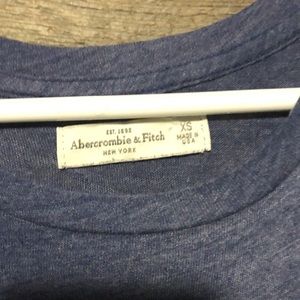 EST. 1892
Abercrombie & Fitch
NEW YORK
XS
MADE IN
USA